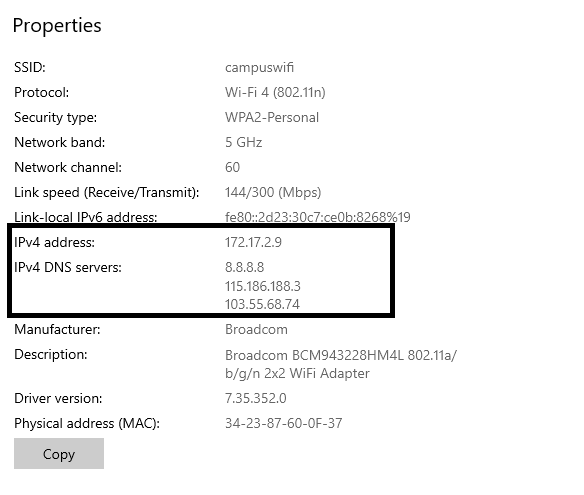 Properties
SSID: campuswifi
Protocol: Wi-Fi 4 (802.11n)
Security type: WPA2-Personal
Network band: 5 GHz
Network channel: 60
Link speed (Receive/Transmit): 144/300 (Mbps)
Link-local IPv6 address: fe80::2d23:30c7:ce0b:8268%19
IPv4 address: 172.17.2.9
IPv4 DNS servers: 8.8.8.8
115.186.188.3
103.55.68.74
Manufacturer: Broadcom
Description: Broadcom BCM943228HM4L 802.11a/
b/g/n 2x2 WiFi Adapter
Driver version: 7.35.352.0
Physical address (MAC): 34-23-87-60-0F-37
Copy